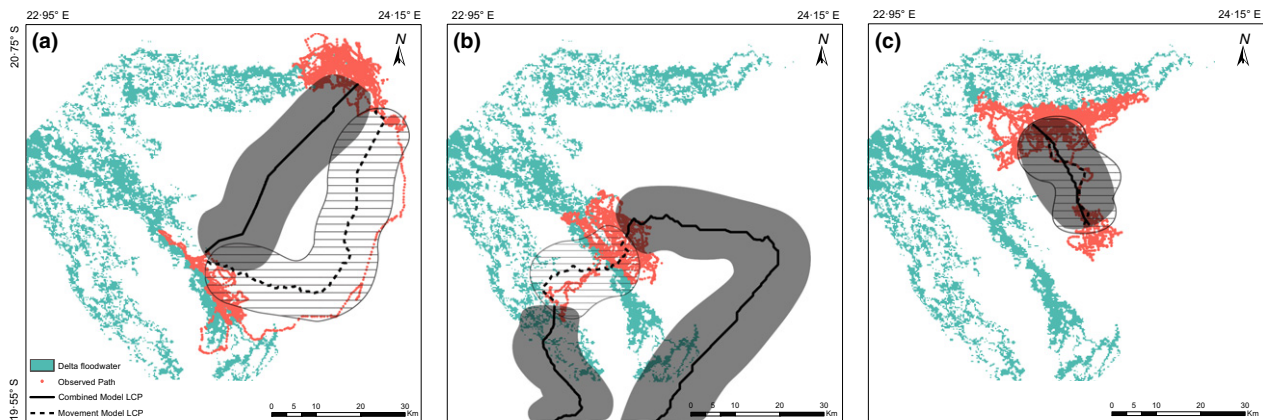 22·95° E 24·15° E 22·95° E 24·15° E 22·95° E 24·15° E
20·75° S
(a) N (b) N (c) N
Delta floodwater
Observed Path
Combined Model LCP
Movement Model LCP
19·55° S
0 5 10 20 30 Km 0 5 10 20 30 Km 0 5 10 20 30 Km